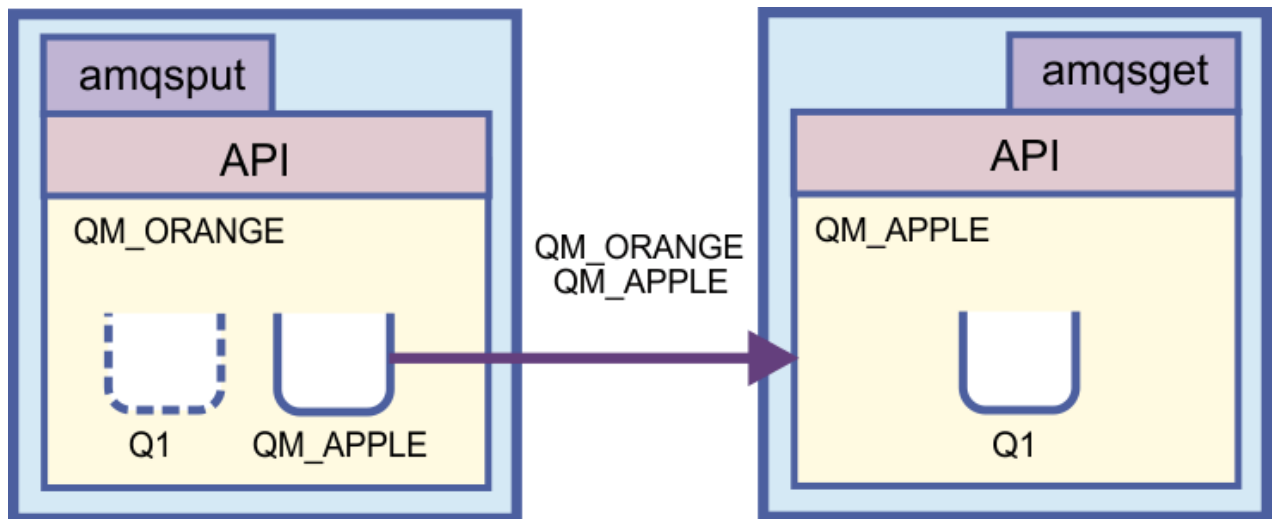 amqsput
API
QM_ORANGE
Q1
QM_APPLE
QM_ORANGE
QM_APPLE
amqsget
API
QM_APPLE
Q1